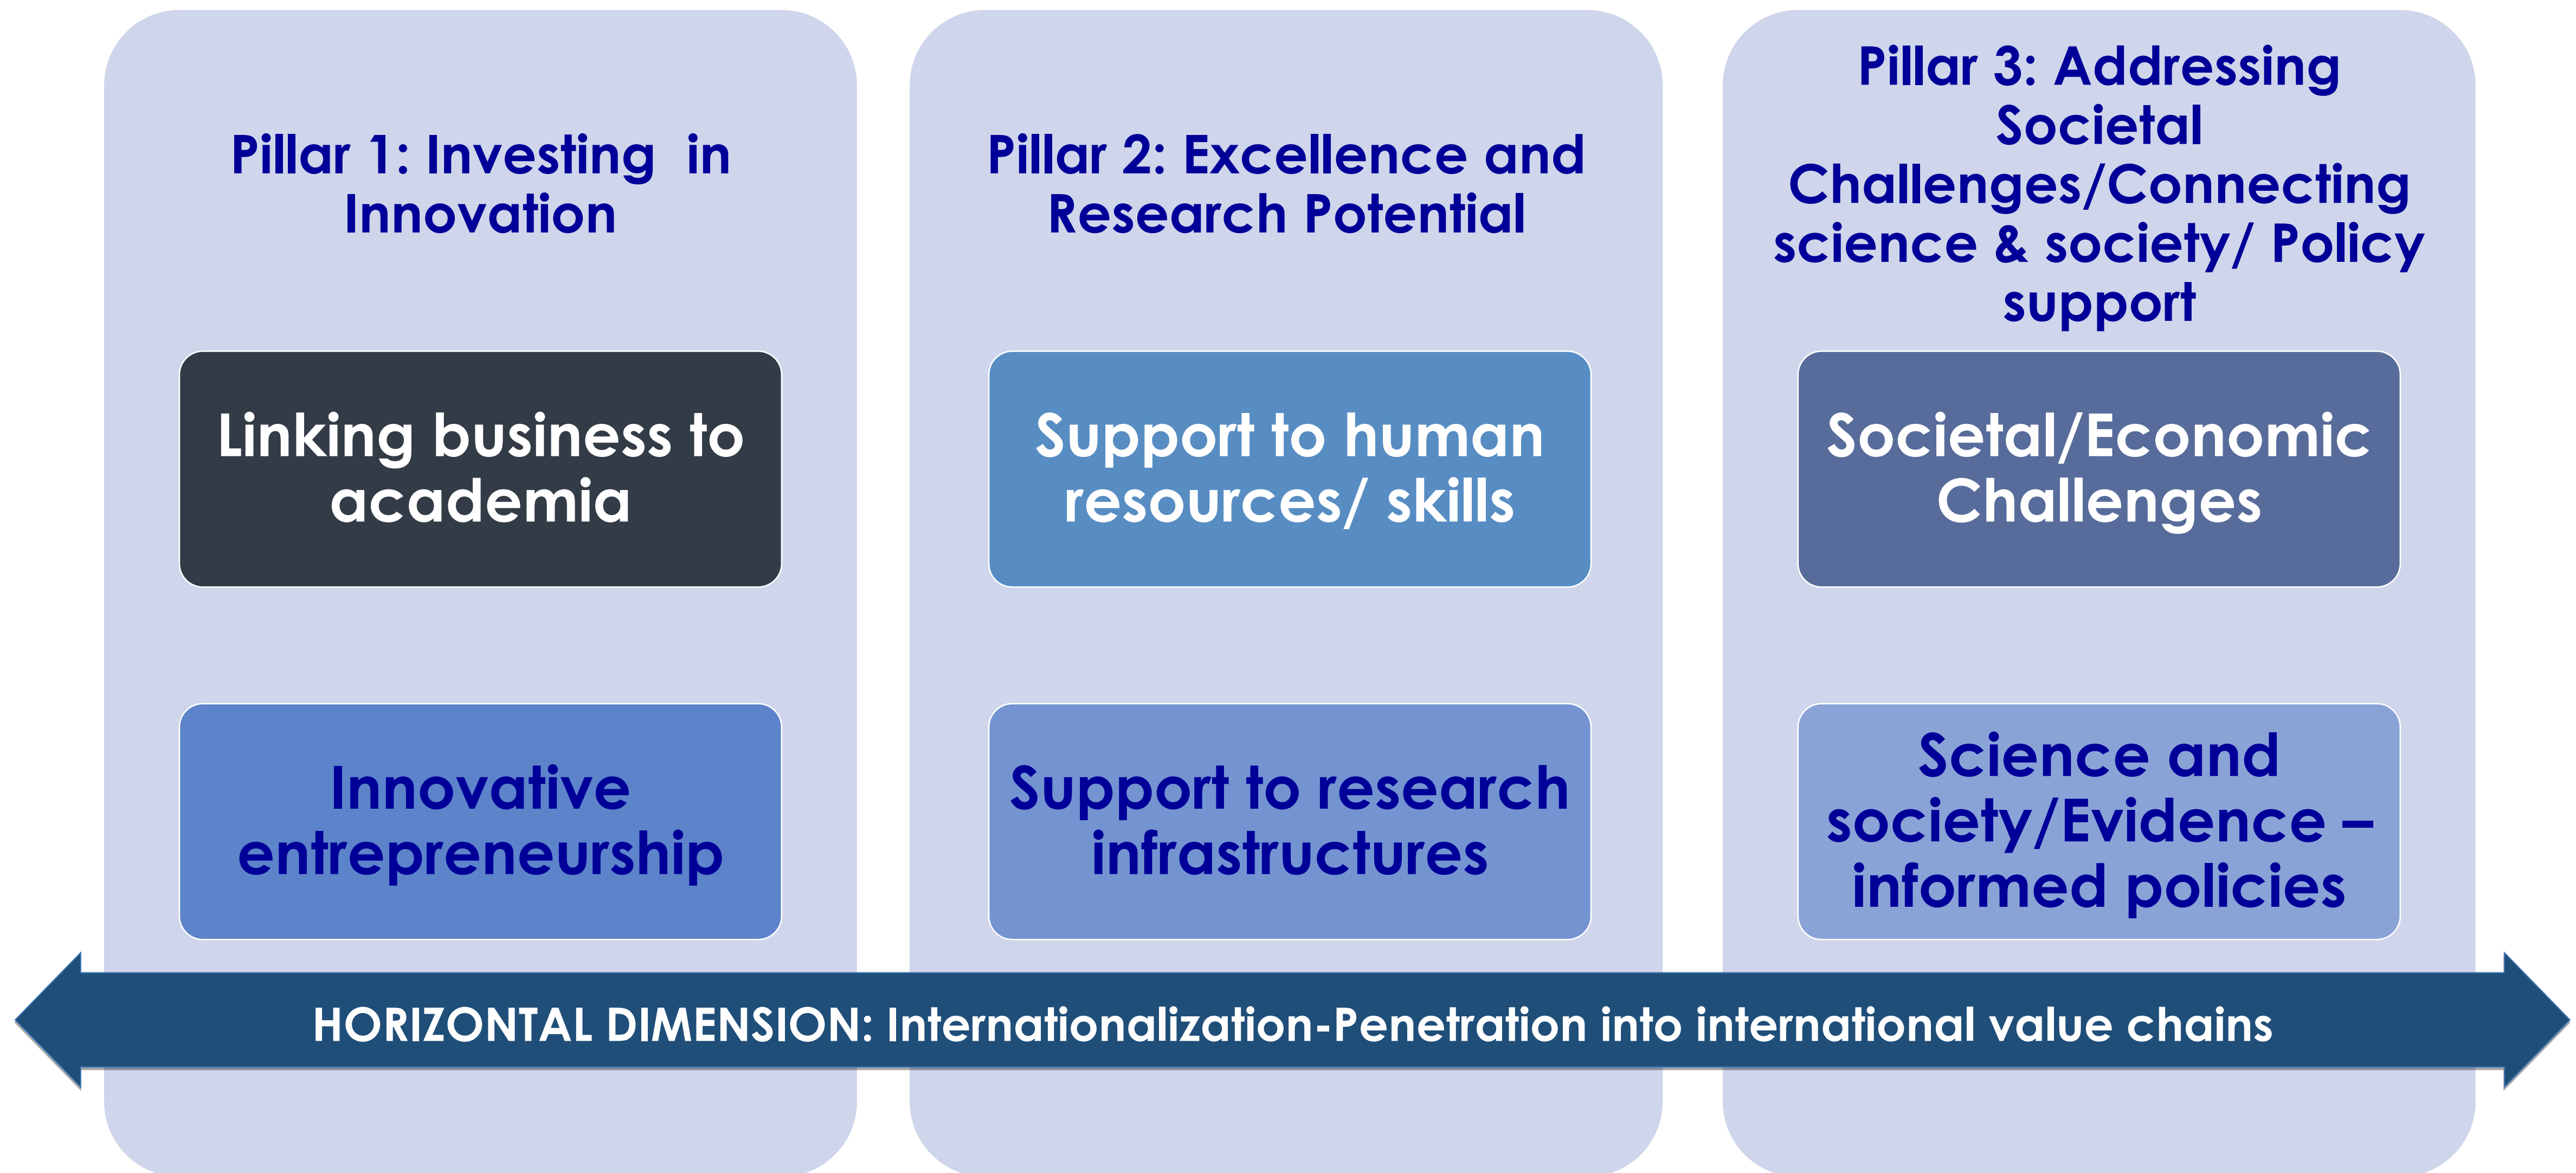 Pillar 1: Investing  in
Innovation
Linking business to
academia
Innovative
entrepreneurship
Pillar 2: Excellence and
Research Potential
Support to human
resources/ skills
Support to research
infrastructures
Pillar 3: Addressing
Societal
Challenges/Connecting
science & society/ Policy
support
Societal/Economic
Challenges
Science and
society/Evidence –
informed policies
HORIZONTAL DIMENSION: Internationalization-Penetration into international value chains